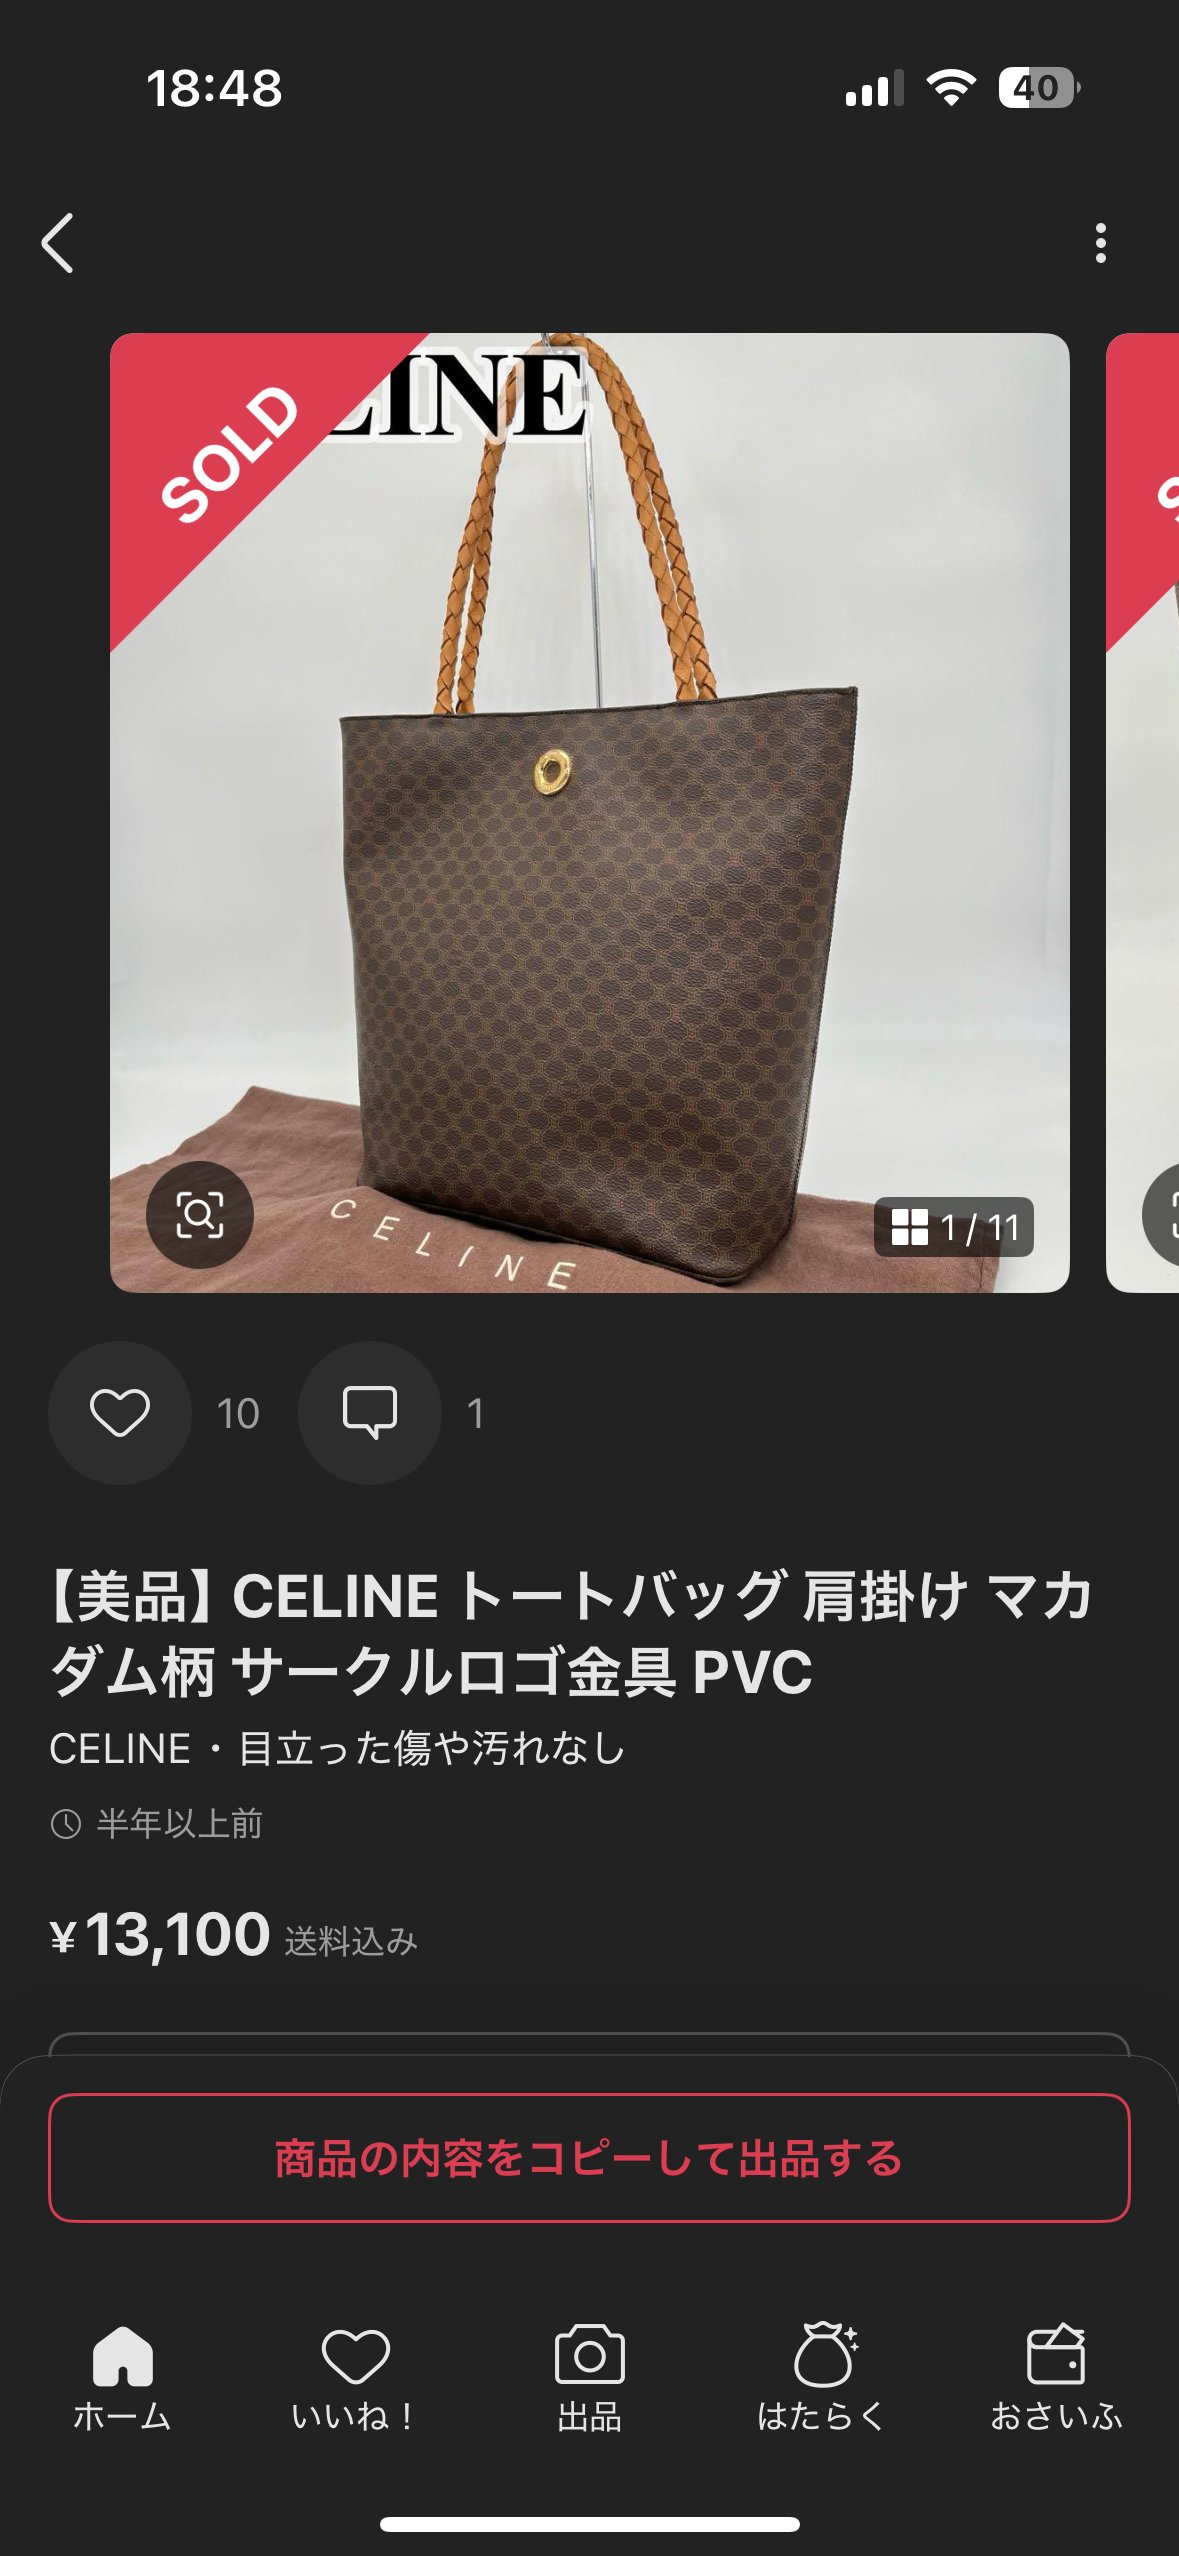 18:48
40
SOLD
LINE
CELINE
1 / 11
10
1
【美品】CELINE トートバッグ 肩掛け マカ
ダム柄 サークルロゴ金具 PVC
CELINE・目立った傷や汚れなし
半年以上前
¥13,100 送料込み
商品の内容をコピーして出品する
ホーム
いいね！
出品
はたらく
おさいふ